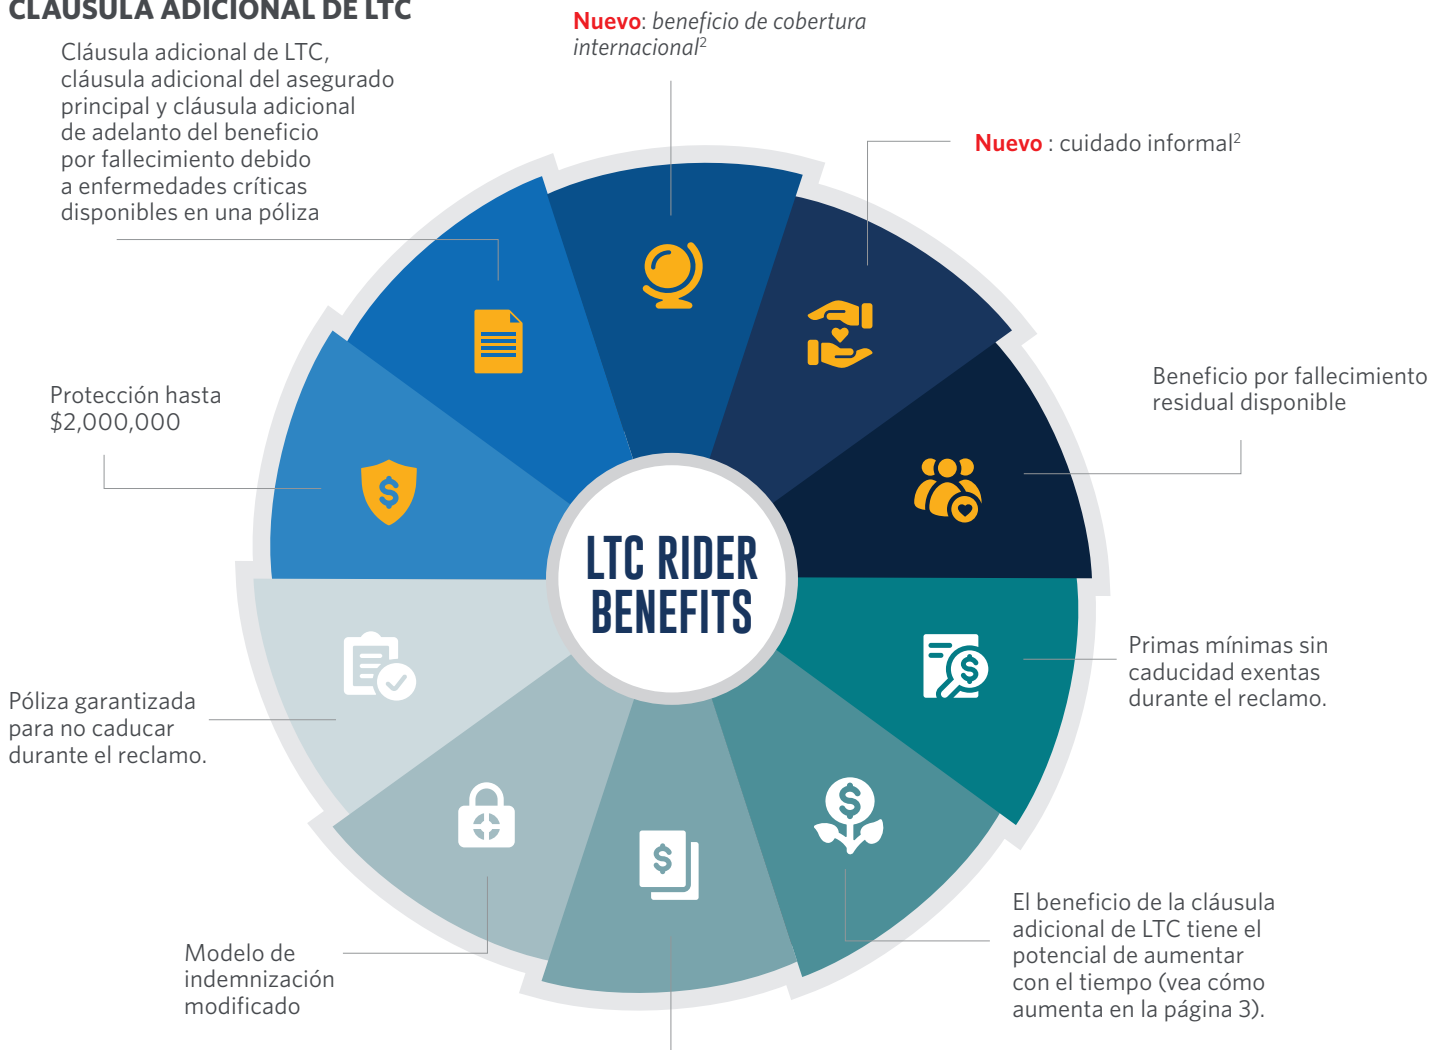 CLÁUSULA ADICIONAL DE LTC
Cláusula adicional de LTC,
cláusula adicional del asegurado
principal y cláusula adicional
de adelanto del beneficio
por fallecimiento debido
a enfermedades críticas
disponibles en una póliza
Nuevo: beneficio de cobertura
internacional²
Nuevo : cuidado informal²
Beneficio por fallecimiento
residual disponible
Protección hasta
$2,000,000
LTC RIDER
BENEFITS
Primas mínimas sin
caducidad exentas
durante el reclamo.
Póliza garantizada
para no caducar
durante el reclamo.
El beneficio de la cláusula
adicional de LTC tiene el
potencial de aumentar
con el tiempo (vea cómo
aumenta en la página 3).
Modelo de
indemnización
modificado